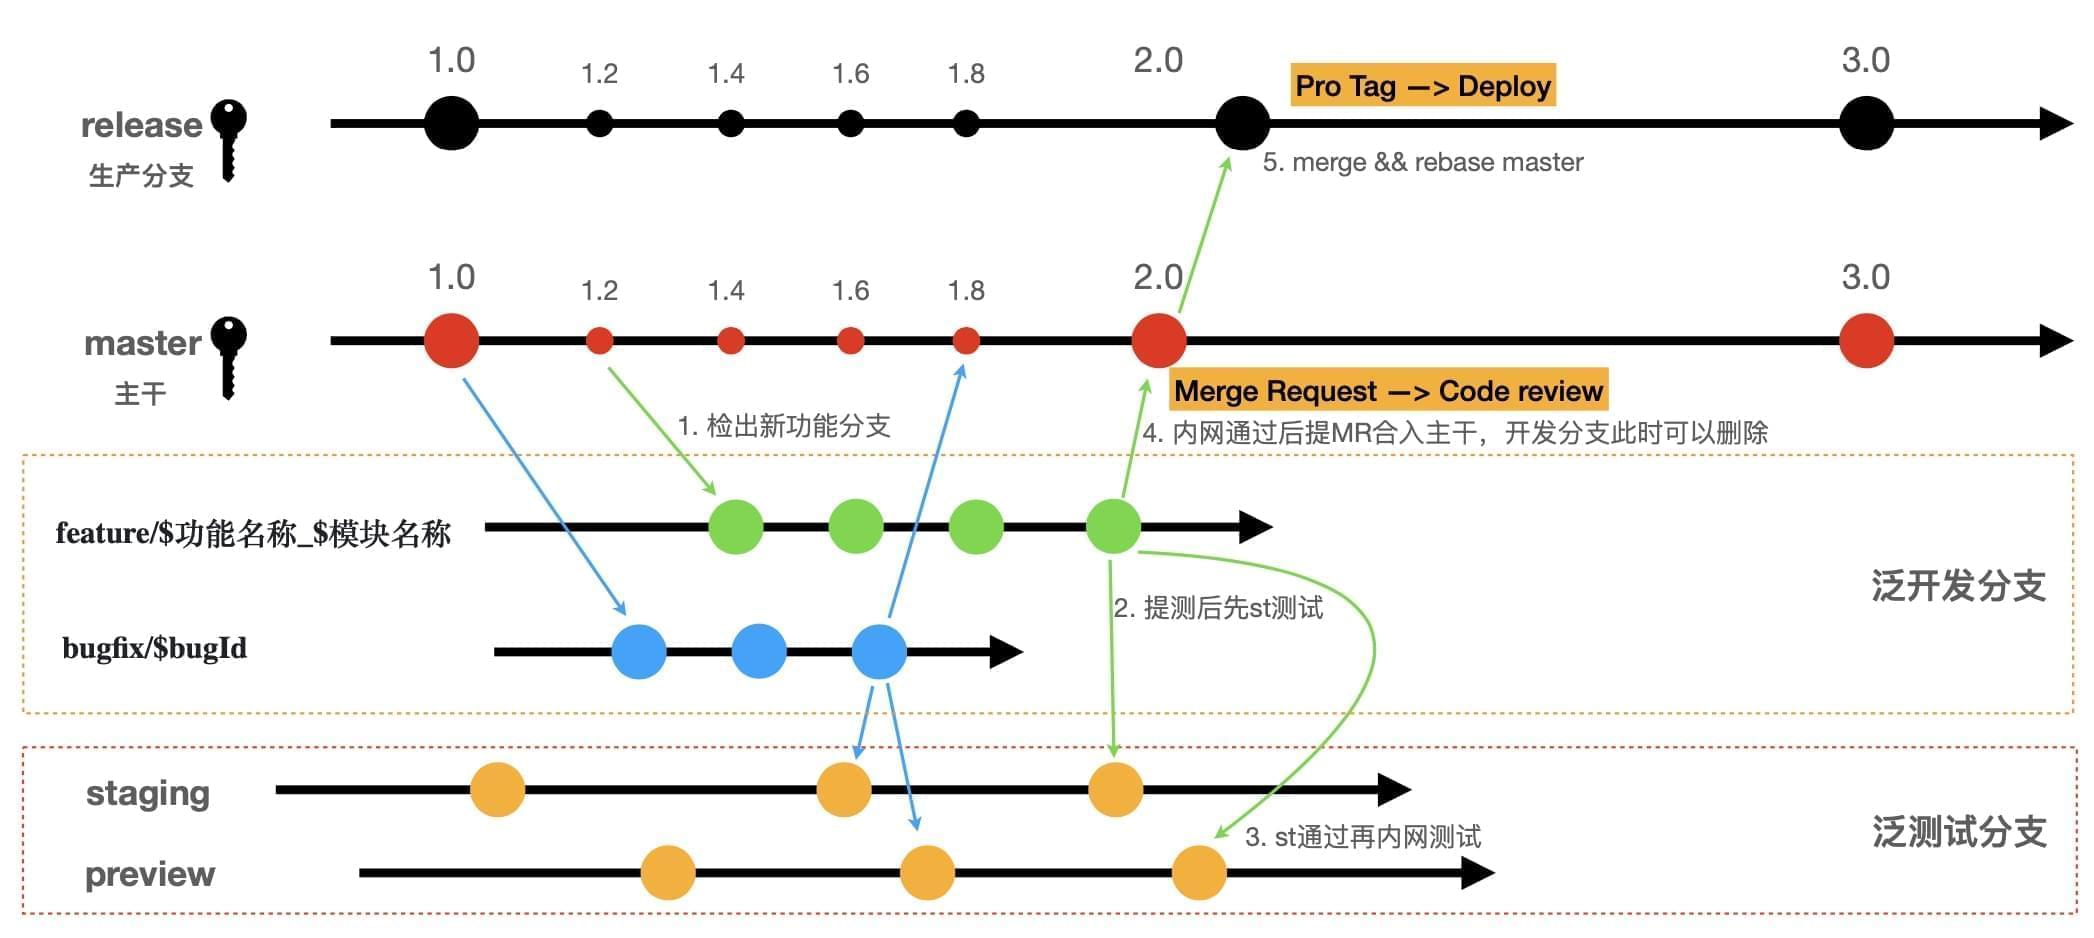 1.0
1.2
1.4
1.6
1.8
2.0
Pro Tag —> Deploy
3.0
release
生产分支
5. merge && rebase master
1.0
1.2
1.4
1.6
1.8
2.0
3.0
master
主干
Merge Request —> Code review
1. 检出新功能分支
4. 内网通过后提MR合入主干，开发分支此时可以删除
feature/$功能名称_$模块名称
泛开发分支
2. 提测后先st测试
bugfix/$bugId
staging
泛测试分支
3. st通过再内网测试
preview